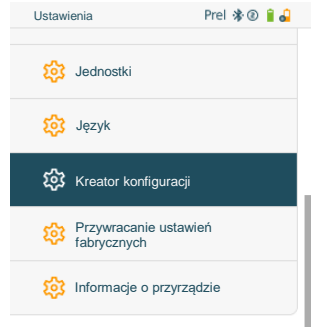 Ustawienia Prel
Jednostki
Język
Kreator konfiguracji
Przywracanie ustawień
fabrycznych
Informacje o przyrządzie